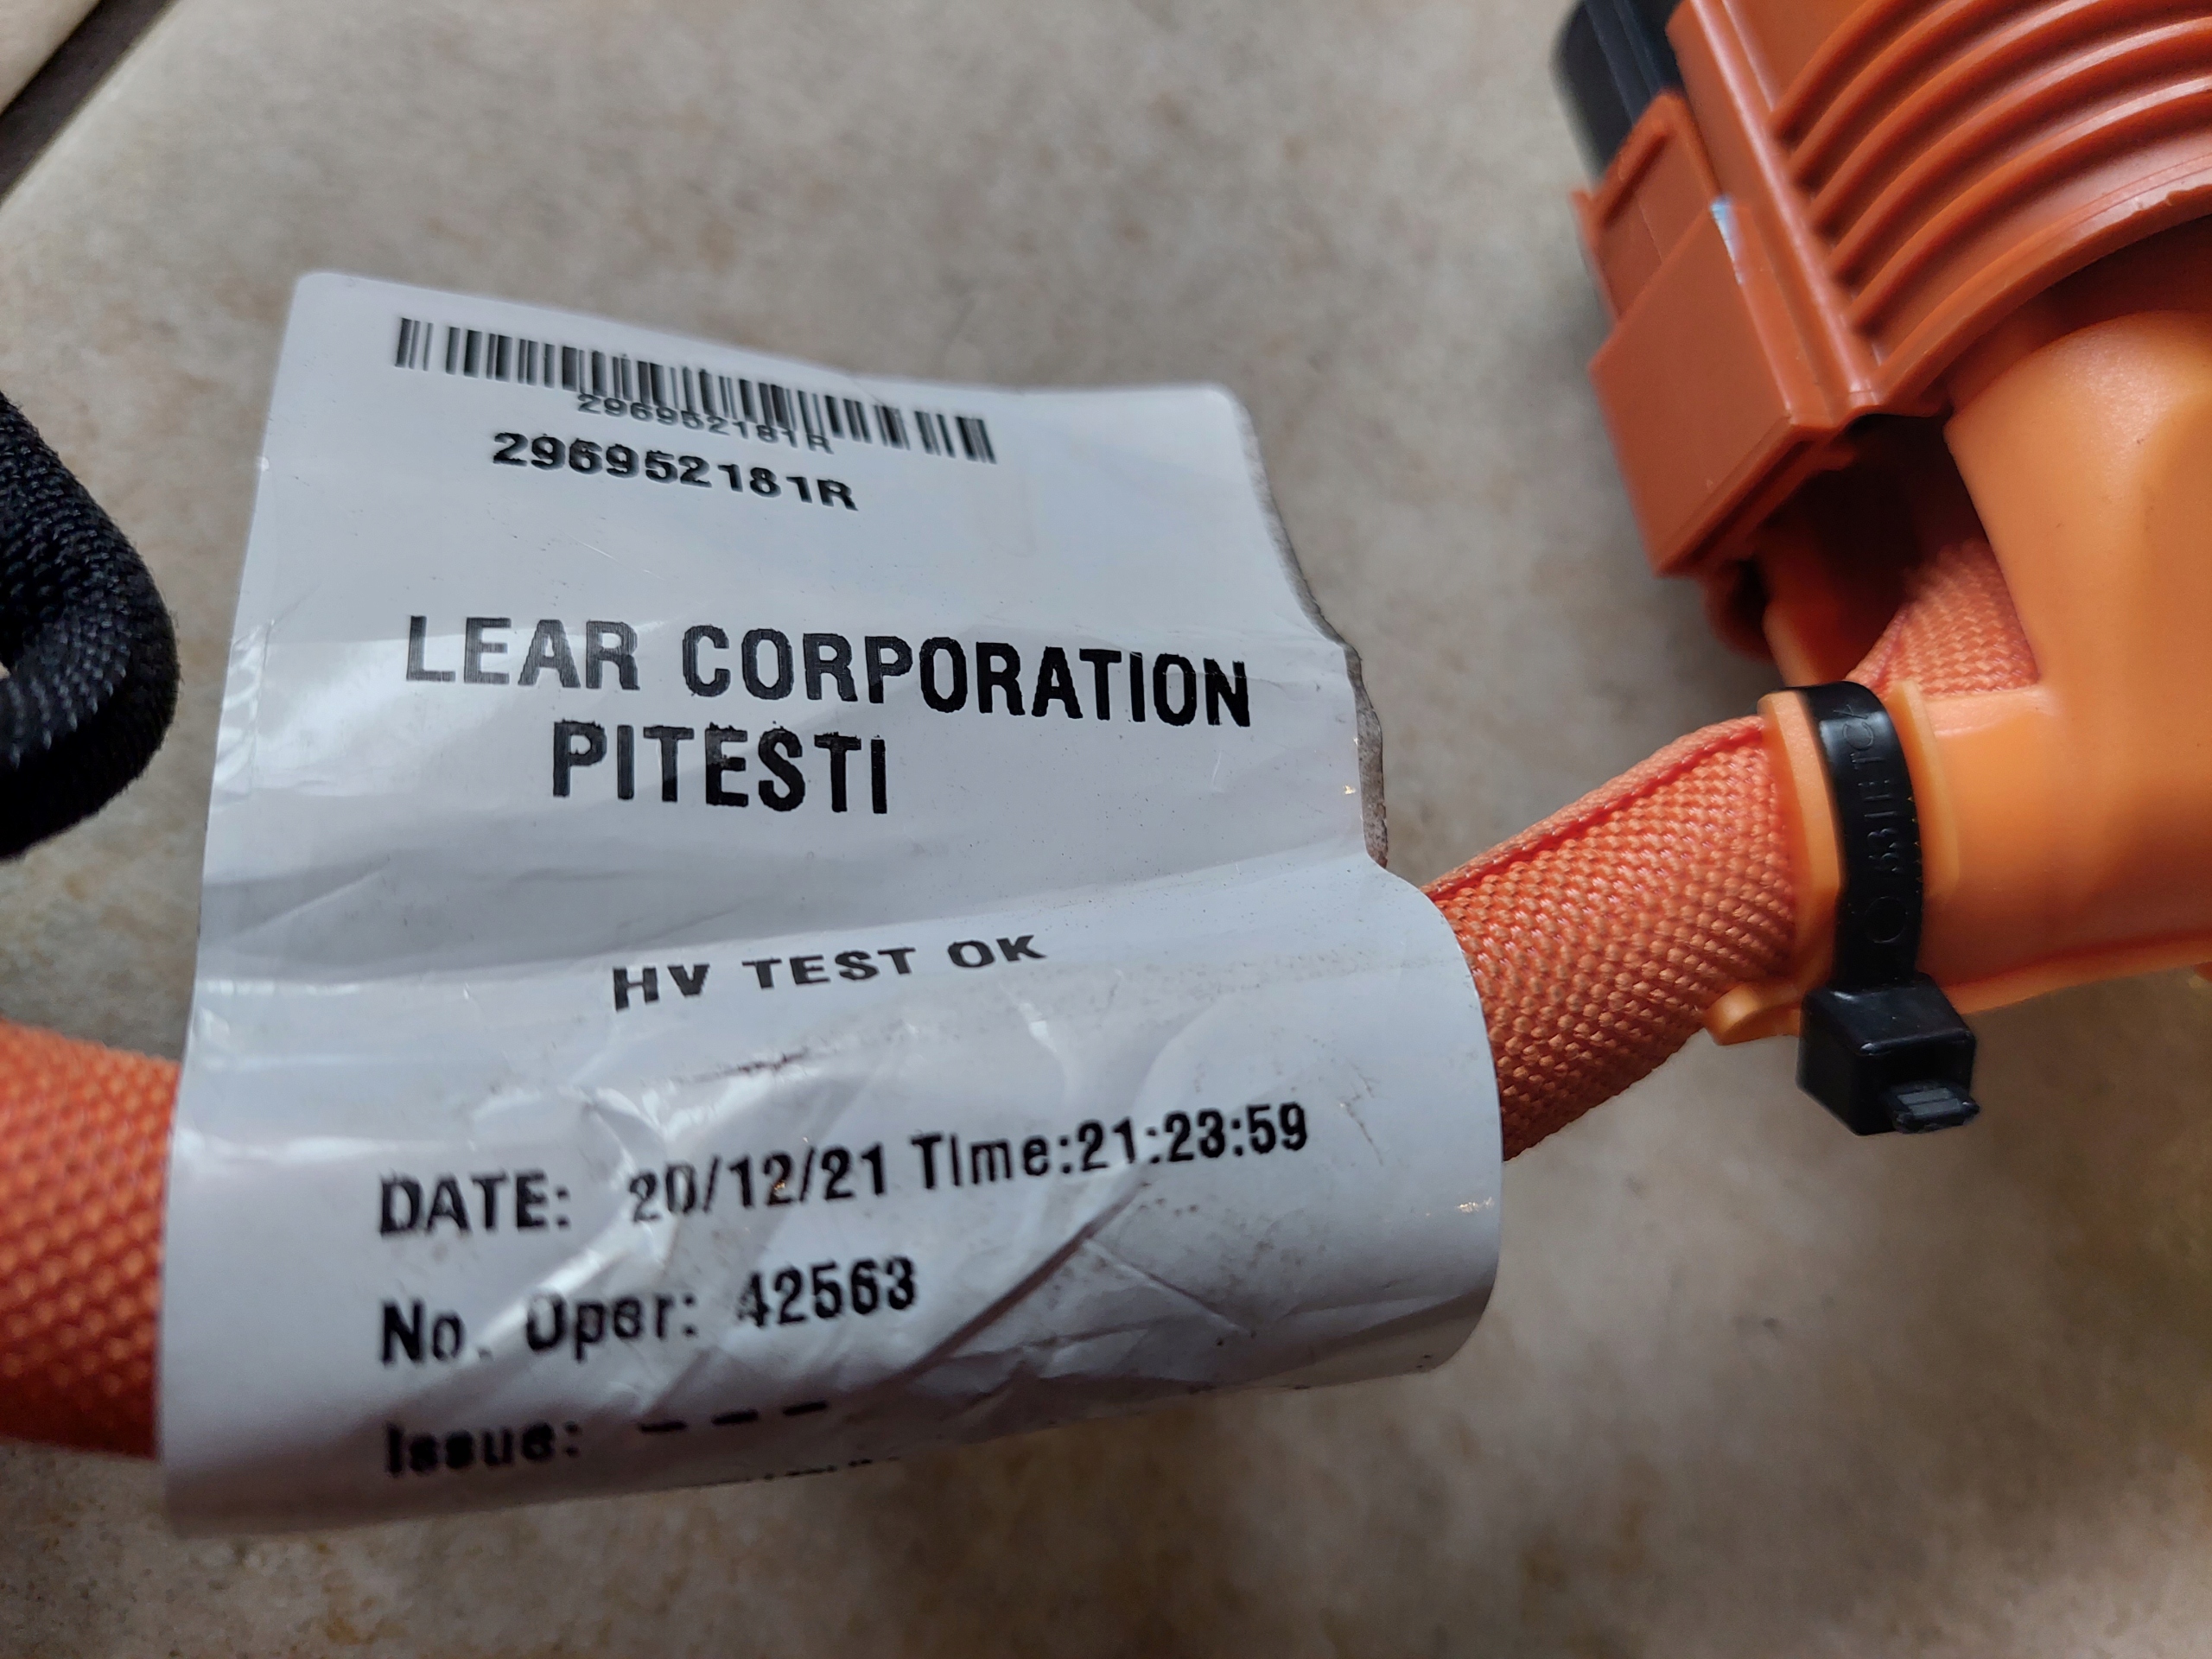 296952181R
296952181R
LEAR CORPORATION
PITESTI
HV TEST OK
DATE: 20/12/21 Time:21:23:59
No. Oper: 42563
Issue: - - -